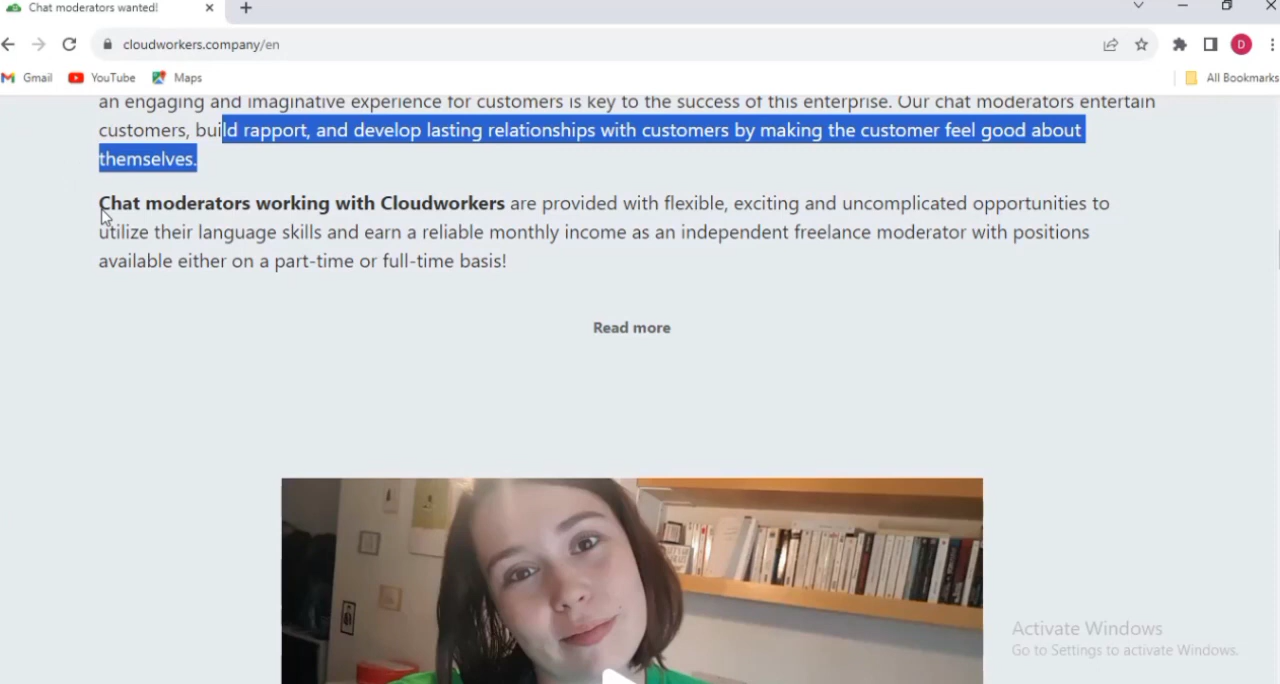 Chat moderators wanted!
cloudworkers.company/en
D
Gmail
YouTube
Maps
All Bookmarks
an engaging and imaginative experience for customers is key to the success of this enterprise. Our chat moderators entertain
customers, build rapport, and develop lasting relationships with customers by making the customer feel good about
themselves.
Chat moderators working with Cloudworkers are provided with flexible, exciting and uncomplicated opportunities to
utilize their language skills and earn a reliable monthly income as an independent freelance moderator with positions
available either on a part-time or full-time basis!
Read more
Activate Windows
Go to Settings to activate Windows.